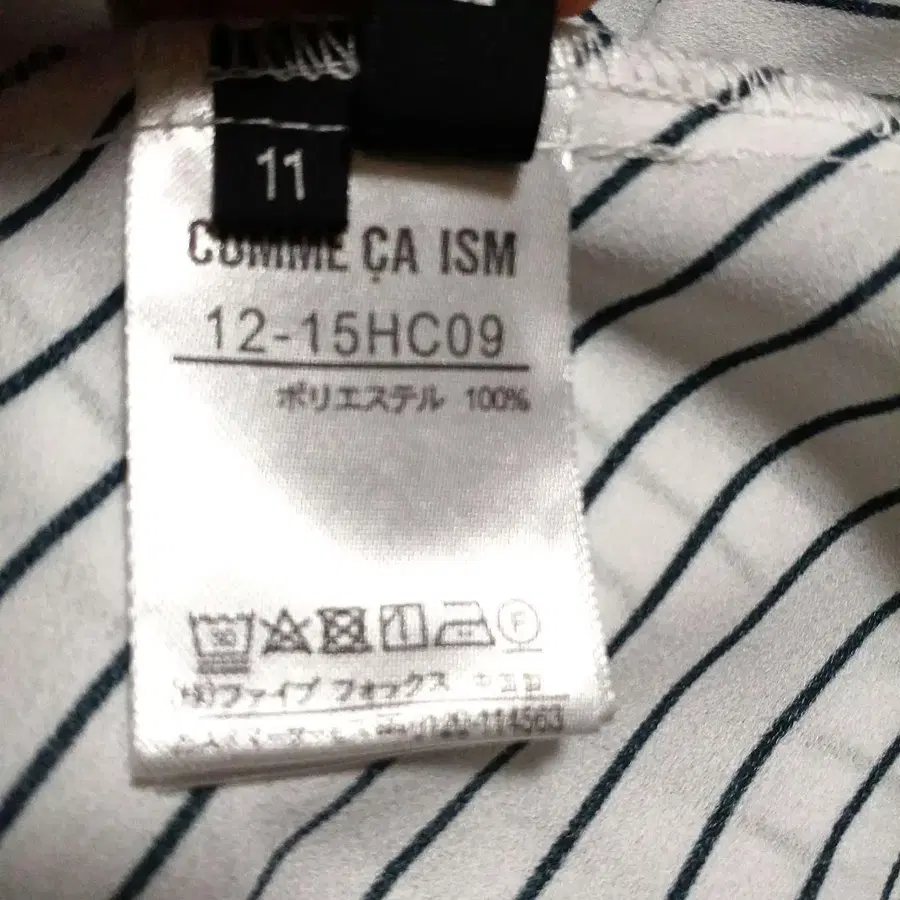 11
COMME ÇA ISM
12-15HC09
ポリエステル 100%
F
(株)ファイブ フォックス